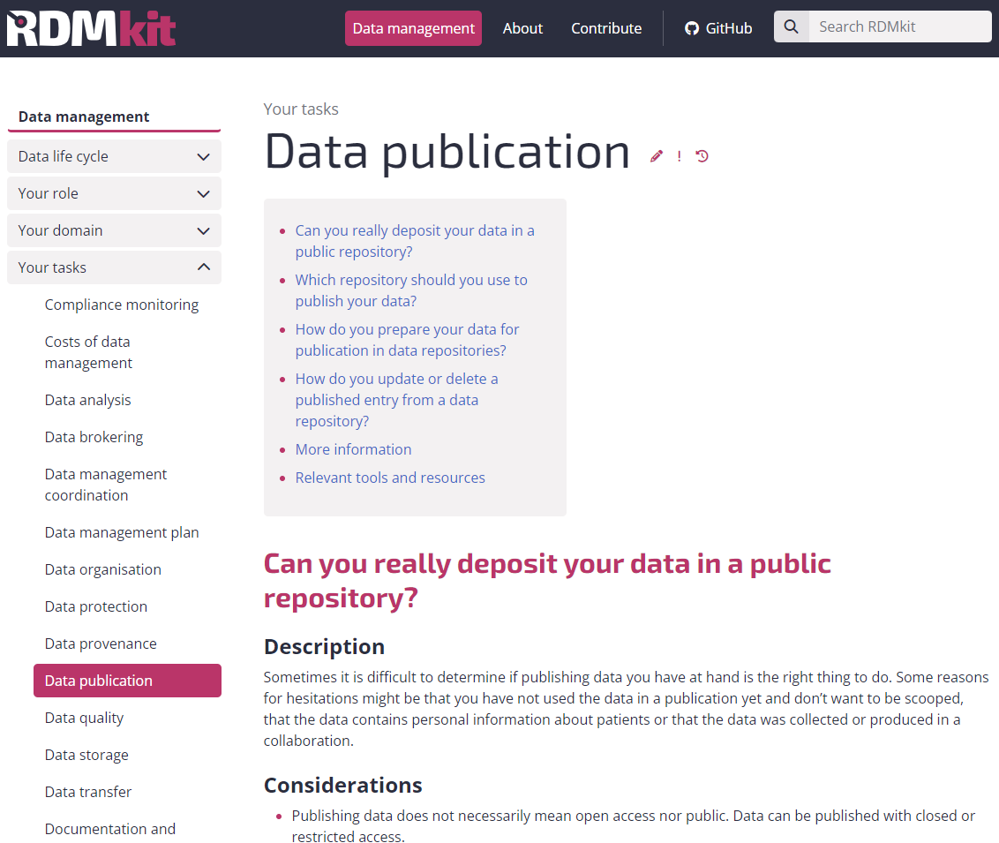 RDMkit
Data management
About
Contribute
GitHub
Search RDMkit
Data management
Data life cycle
Your role
Your domain
Your tasks
Compliance monitoring
Costs of data
management
Data analysis
Data brokering
Data management
coordination
Data management plan
Data organisation
Data protection
Data provenance
Data publication
Data quality
Data storage
Data transfer
Documentation and
Your tasks
Data publication
Can you really deposit your data in a
public repository?
Which repository should you use to
publish your data?
How do you prepare your data for
publication in data repositories?
How do you update or delete a
published entry from a data
repository?
More information
Relevant tools and resources
Can you really deposit your data in a public
repository?
Description
Sometimes it is difficult to determine if publishing data you have at hand is the right thing to do. Some reasons
for hesitations might be that you have not used the data in a publication yet and don’t want to be scooped,
that the data contains personal information about patients or that the data was collected or produced in a
collaboration.
Considerations
Publishing data does not necessarily mean open access nor public. Data can be published with closed or
restricted access.